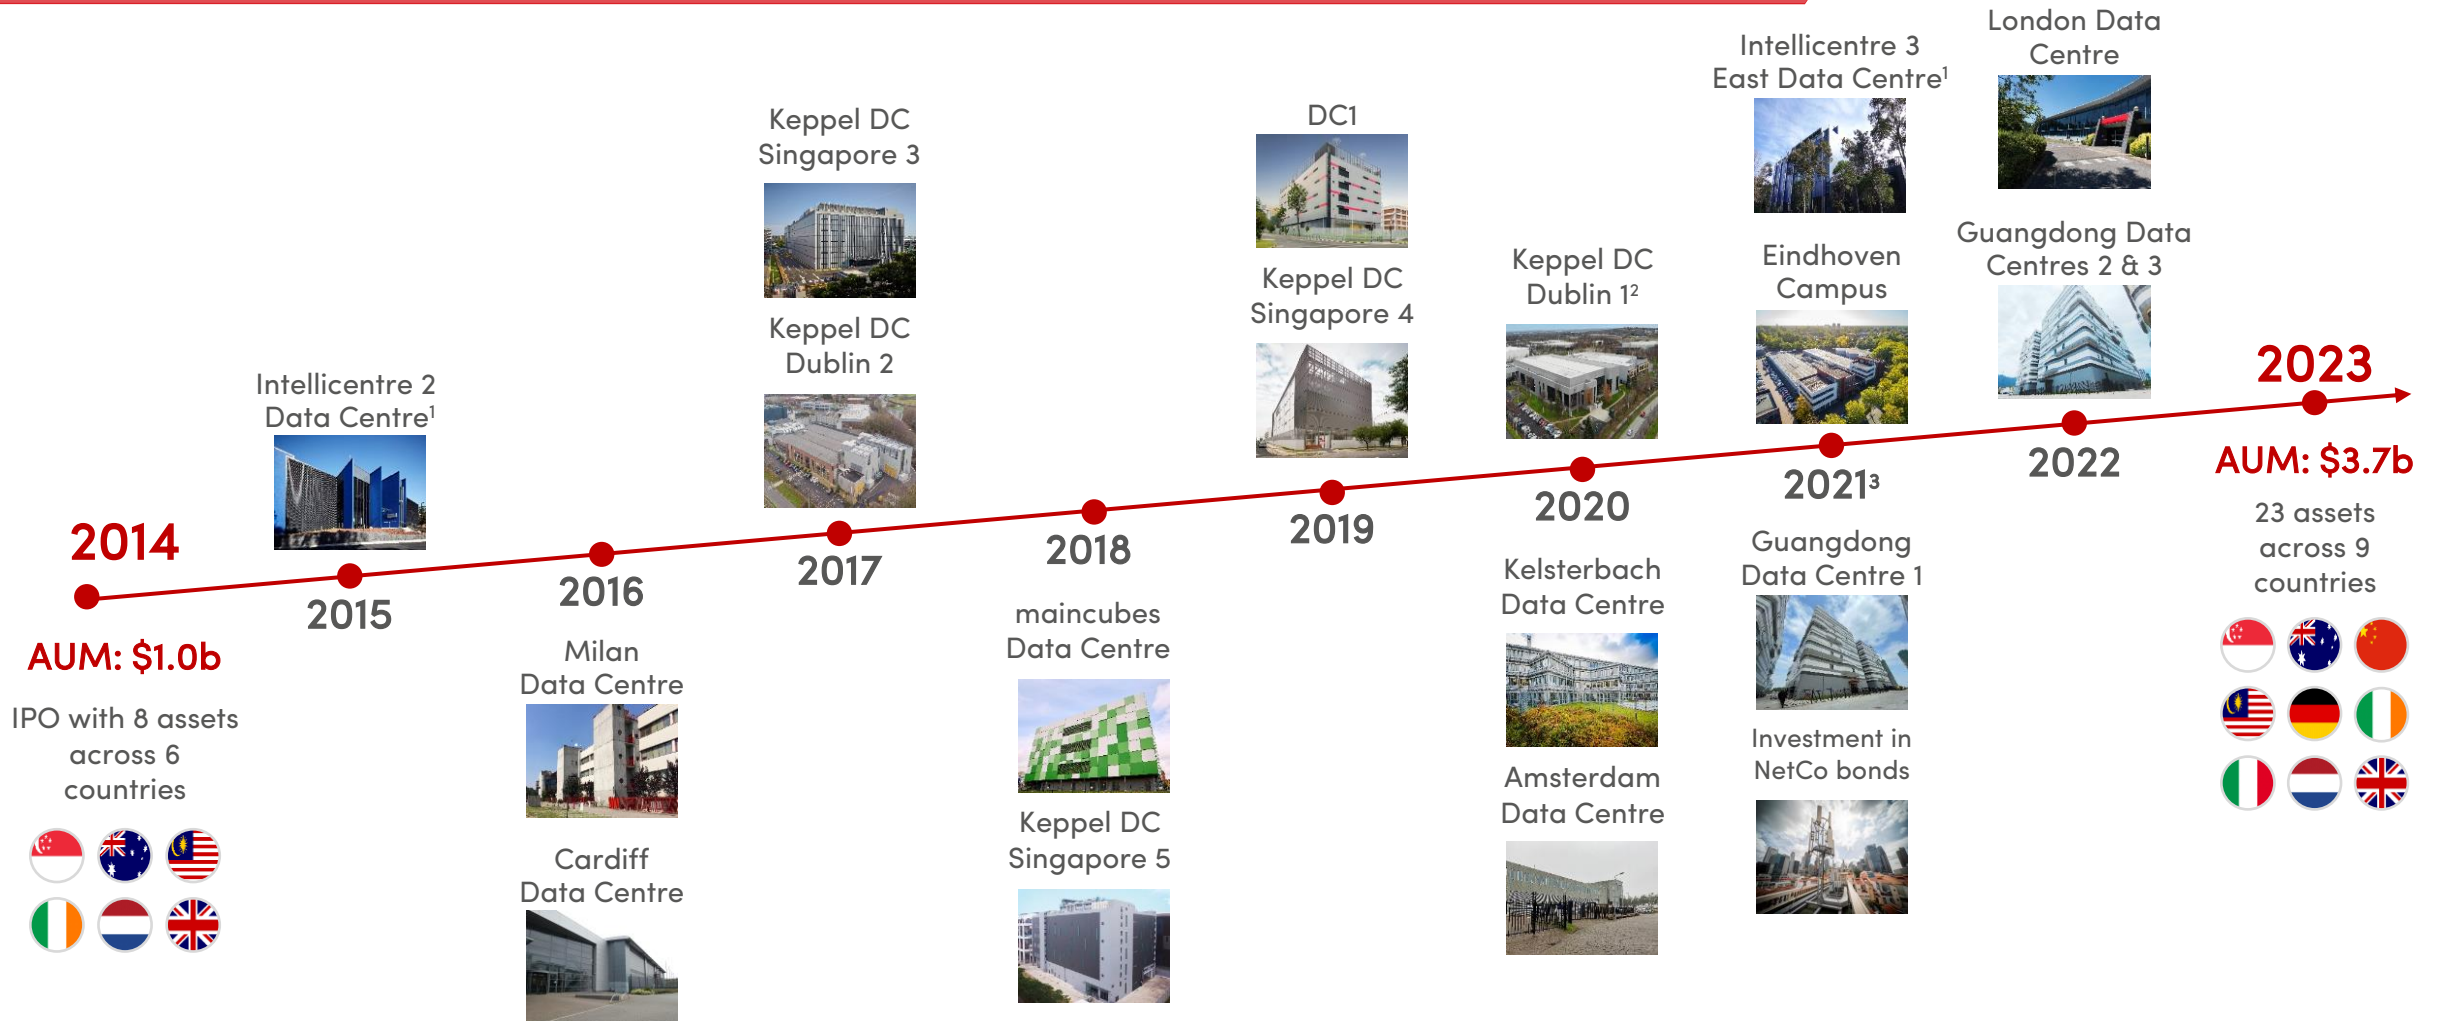 2014
AUM: $1.0b
IPO with 8 assets
across 6
countries
Intellicentre 2
Data Centre¹
2015
2016
Milan
Data Centre
Cardiff
Data Centre
Keppel DC
Singapore 3
Keppel DC
Dublin 2
2017
2018
maincubes
Data Centre
Keppel DC
Singapore 5
DC1
Keppel DC
Singapore 4
2019
Keppel DC
Dublin 1²
2020
Kelsterbach
Data Centre
Amsterdam
Data Centre
Intellicentre 3
East Data Centre¹
Eindhoven
Campus
2021³
Guangdong
Data Centre 1
Investment in
NetCo bonds
London Data
Centre
Guangdong Data
Centres 2 & 3
2022
2023
AUM: $3.7b
23 assets
across 9
countries